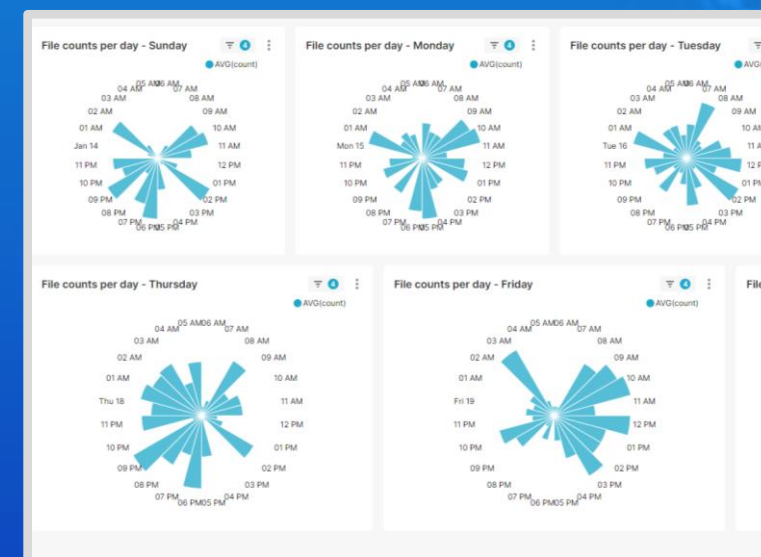 File counts per day - Sunday
4
AVG(count)
05 AM
06 AM
04 AM
07 AM
03 AM
08 AM
02 AM
09 AM
01 AM
10 AM
Jan 14
11 AM
11 PM
12 PM
10 PM
01 PM
09 PM
02 PM
08 PM
03 PM
07 PM
04 PM
06 PM
05 PM
File counts per day - Monday
4
AVG(count)
05 AM
06 AM
04 AM
07 AM
03 AM
08 AM
02 AM
09 AM
01 AM
10 AM
Mon 15
11 AM
11 PM
12 PM
10 PM
01 PM
09 PM
02 PM
08 PM
03 PM
07 PM
04 PM
06 PM
05 PM
File counts per day - Tuesday
AVG(
05 AM
06 AM
04 AM
07 AM
03 AM
08 AM
02 AM
09 AM
01 AM
10 AM
Tue 16
11 A
11 PM
12 P
10 PM
01 PM
09 PM
02 PM
08 PM
03 PM
07 PM
04 PM
06 PM
05 PM
File counts per day - Thursday
4
AVG(count)
05 AM
06 AM
04 AM
07 AM
03 AM
08 AM
02 AM
09 AM
01 AM
10 AM
Thu 18
11 AM
11 PM
12 PM
10 PM
01 PM
09 PM
02 PM
08 PM
03 PM
07 PM
04 PM
06 PM
05 PM
File counts per day - Friday
4
AVG(count)
05 AM
06 AM
04 AM
07 AM
03 AM
08 AM
02 AM
09 AM
01 AM
10 AM
Fri 19
11 AM
11 PM
12 PM
10 PM
01 PM
09 PM
02 PM
08 PM
03 PM
07 PM
04 PM
06 PM
05 PM
File